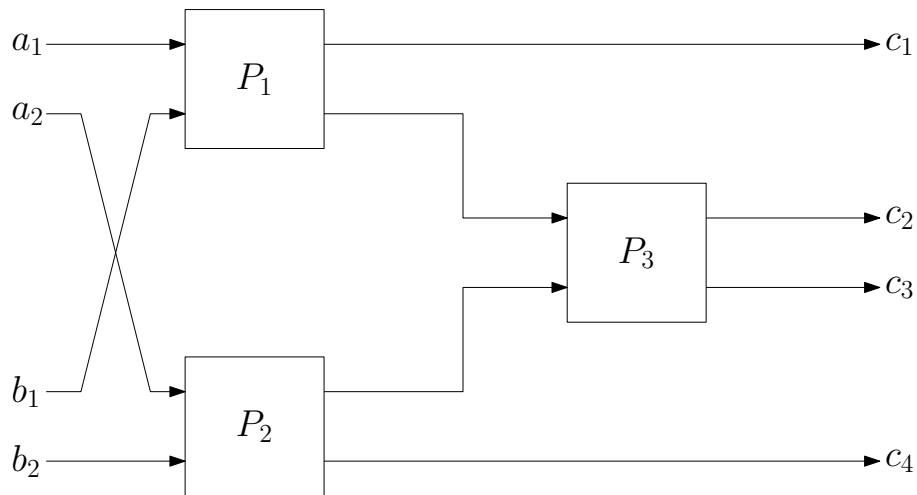 a₁
P₁
c₁
a₂
c₂
P₃
c₃
b₁
P₂
b₂
c₄